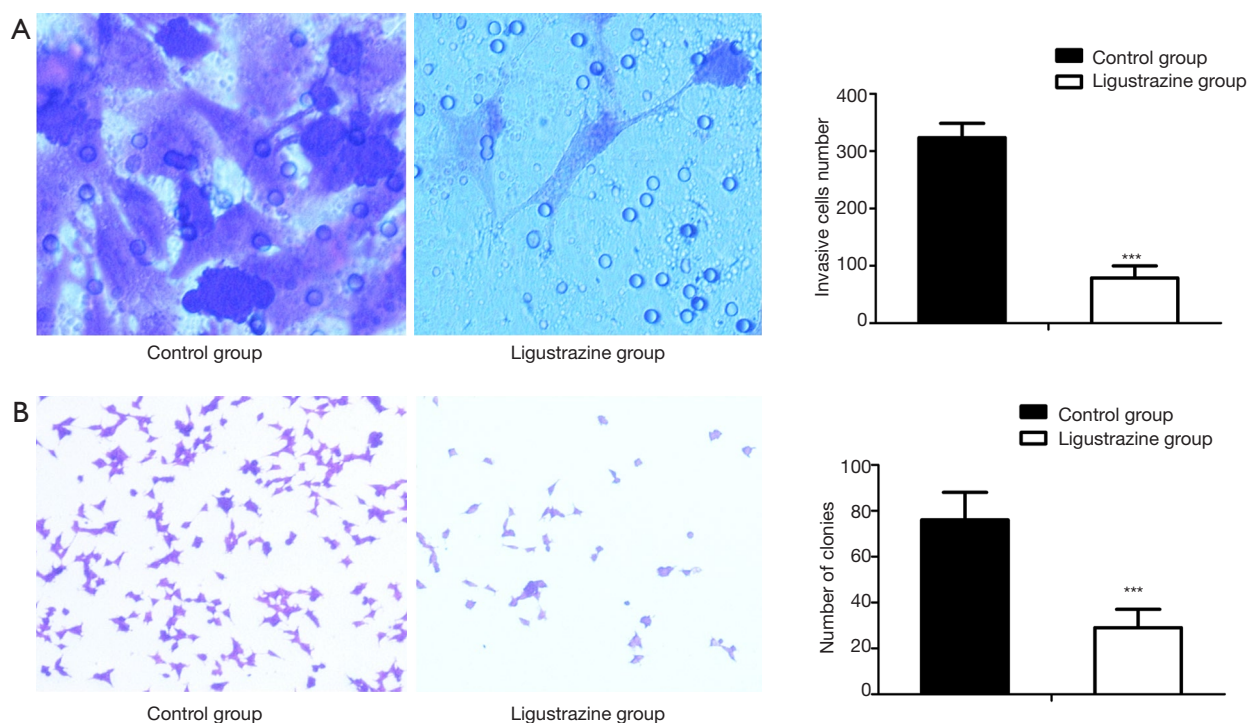 A
Control group
Ligustrazine group
Control group
Ligustrazine group
Invasive cells number
400
300
200
100
0
***
B
Control group
Ligustrazine group
Control group
Ligustrazine group
Number of clonies
100
80
60
40
20
0
***